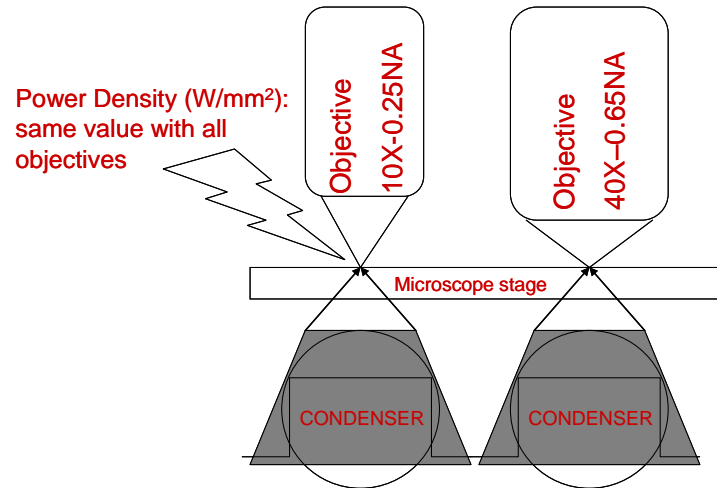 Power Density (W/mm²):
same value with all
objectives
Objective
10X-0.25NA
Objective
40X–0.65NA
Microscope stage
CONDENSER
CONDENSER